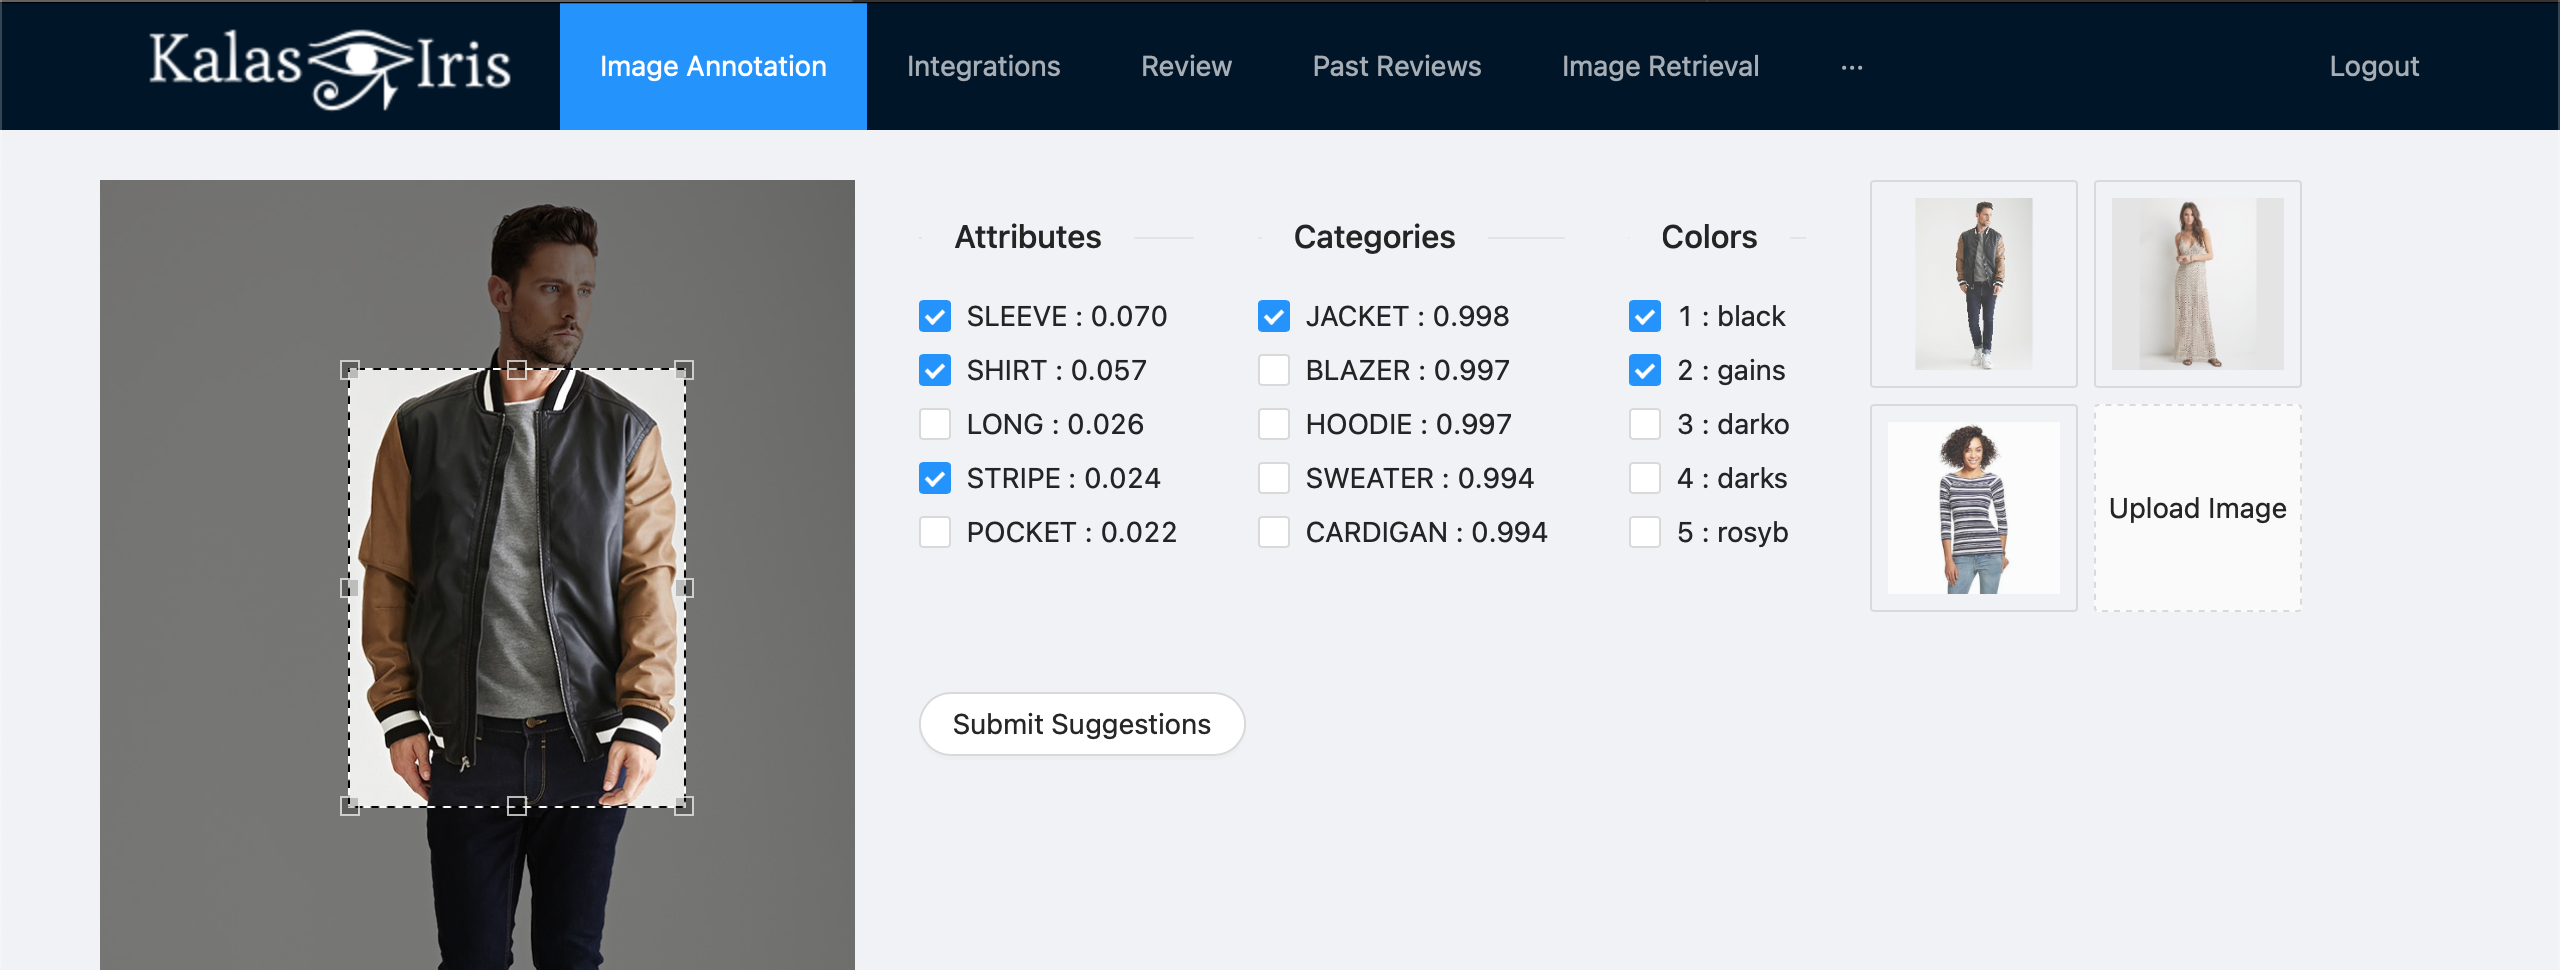 Kalas Iris
Image Annotation
Integrations
Review
Past Reviews
Image Retrieval
...
Logout
Attributes
SLEEVE : 0.070
SHIRT : 0.057
LONG : 0.026
STRIPE : 0.024
POCKET : 0.022
Categories
JACKET : 0.998
BLAZER : 0.997
HOODIE : 0.997
SWEATER : 0.994
CARDIGAN : 0.994
Colors
1 : black
2 : gains
3 : darko
4 : darks
5 : rosyb
Upload Image
Submit Suggestions